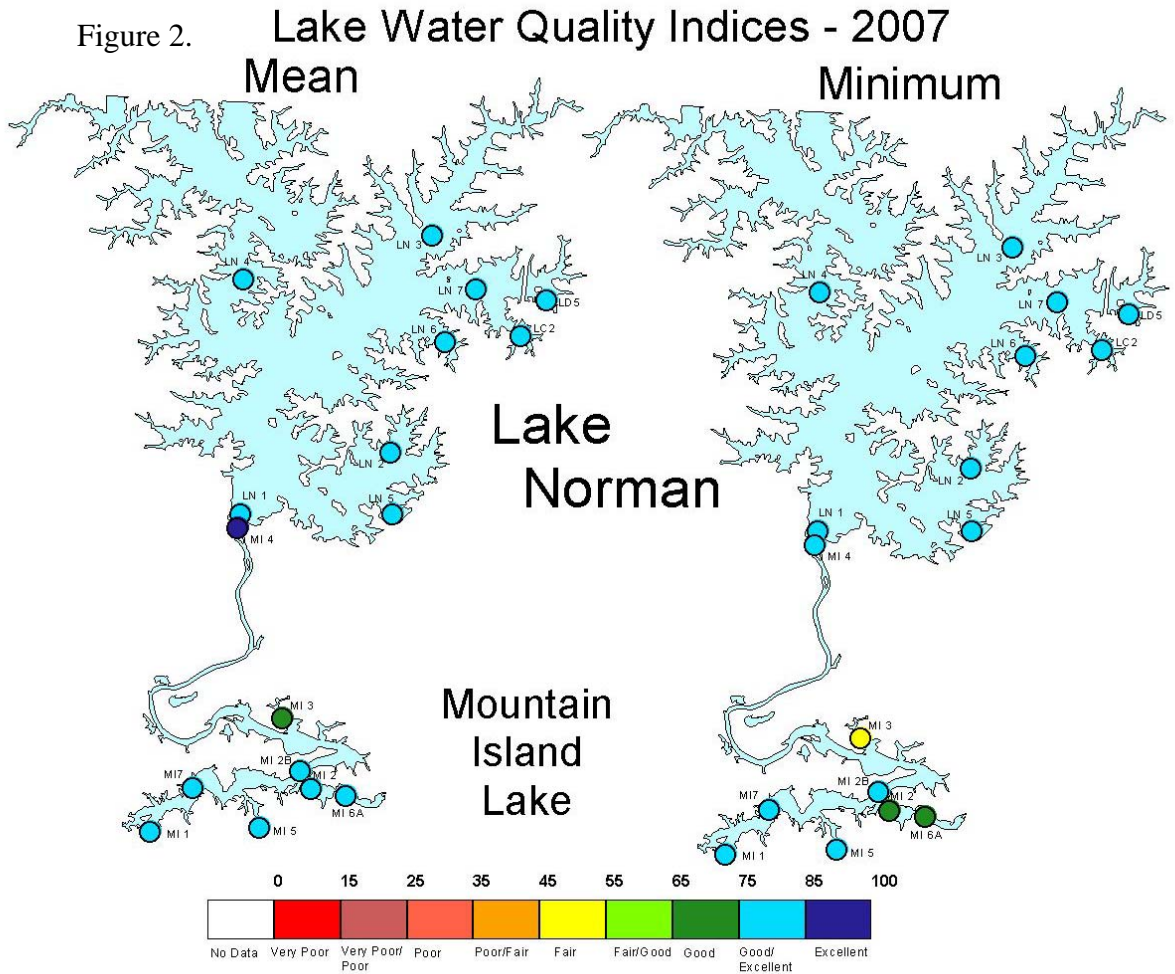 Figure 2.
Lake Water Quality Indices - 2007
Mean
Minimum
LN 3
LN 4
LN 7
LD5
LN 6
LC2
LN 2
LN 1
LN 5
MI 4
MI 3
MI 2B
MI 2
MI7
MI 6A
MI 1
MI 5
Lake
Norman
Mountain
Island
Lake
LN 3
LN 4
LN 7
LD5
LN 6
LC2
LN 2
LN 1
LN 5
MI 4
MI 3
MI 2B
MI 2
MI7
MI 6A
MI 1
MI 5
0 15 25 35 45 55 65 75 85 100
No Data Very Poor Very Poor/ Poor Poor/Fair Fair Fair/Good Good Good/ Excellent
Poor Excellent